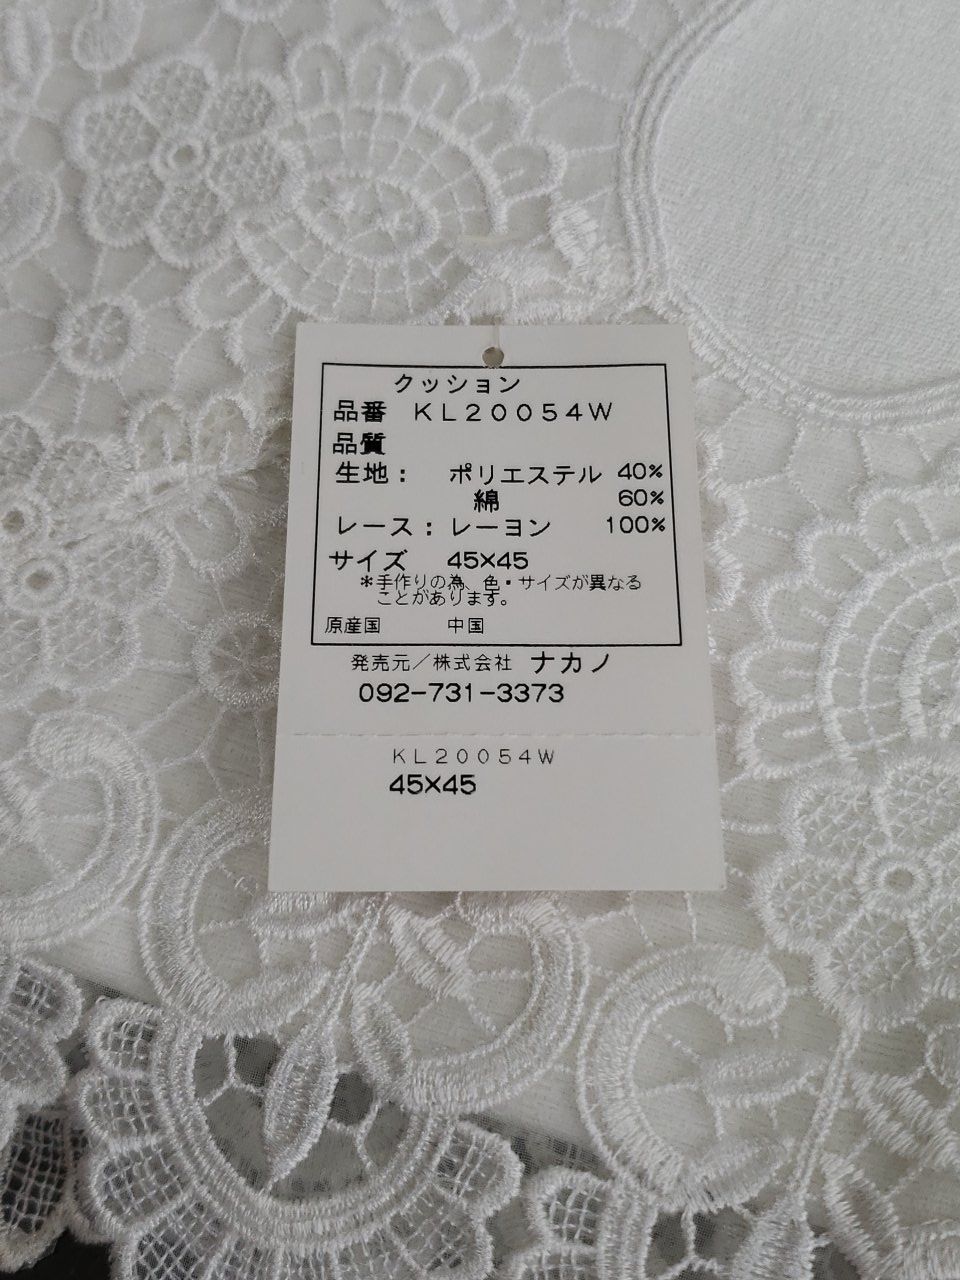 クッション
品番 KL20054W
品質
生地: ポリエステル 40%
綿 60%
レース: レーヨン 100%
サイズ 45×45
*手作りの為、色・サイズが異なる
ことがあります。
原産国 中国
発売元/株式会社 ナカノ
092-731-3373
KL20054W
45×45